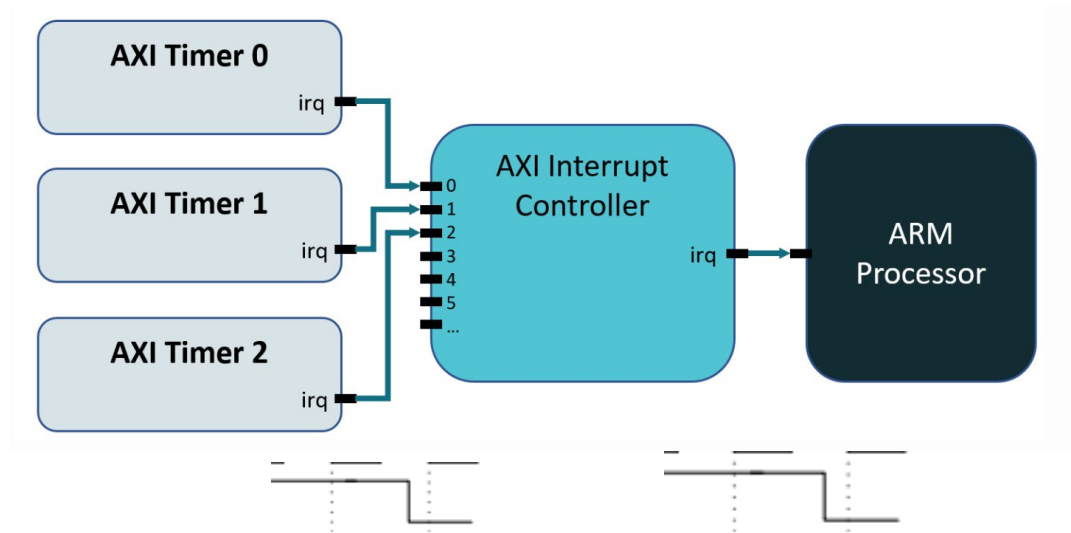 AXI Timer 0
irq
AXI Timer 1
irq
AXI Timer 2
irq
AXI Interrupt
Controller
0
1
2
3
4
5
...
irq
ARM
Processor